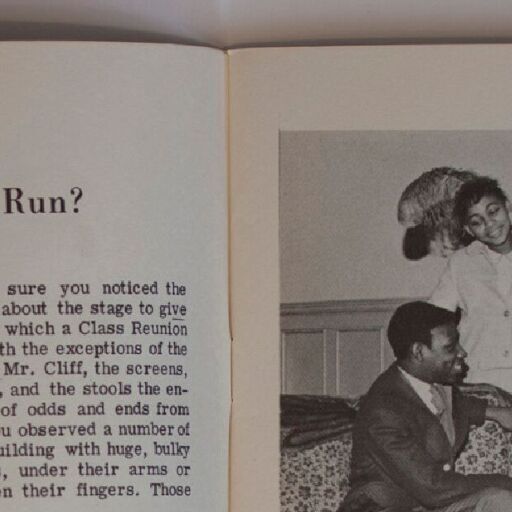 Run?
sure you noticed the
about the stage to give
which a Class Reunion
th the exceptions of the
Mr. Cliff, the screens,
, and the stools the en-
of odds and ends from
u observed a number of
uilding with huge, bulky
s, under their arms or
n their fingers. Those